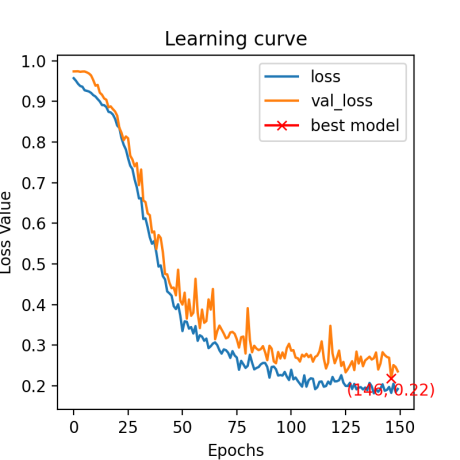 Learning curve
1.0
0.9
0.8
0.7
0.6
0.5
0.4
0.3
0.2
Loss Value
loss
val_loss
best model
(146, 0.22)
0 25 50 75 100 125 150
Epochs